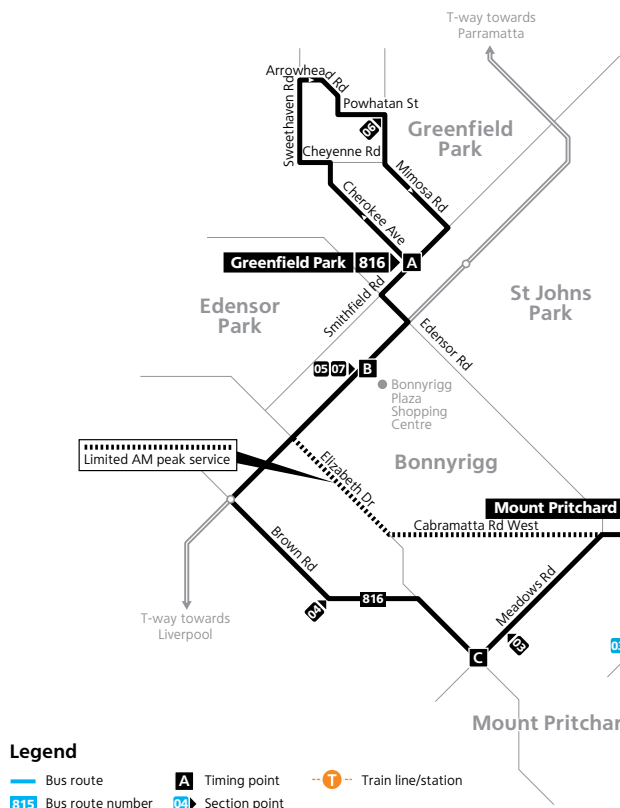 T-way towards
Parramatta
Arrowhead Rd
Powhatan St
Sweethaven Rd
06
Greenfield
Park
Cheyenne Rd
Mimosa Rd
Cherokee Ave
Greenfield Park 816
A
Edensor
Park
Smithfield Rd
St Johns
Park
Edensor Rd
05 07
B
Bonnyrigg
Plaza
Shopping
Centre
Limited AM peak service
Elizabeth Dr
Bonnyrigg
Mount Pritchard
Cabramatta Rd West
Brown Rd
816
04
Meadows Rd
T-way towards
Liverpool
03
03
C
Mount Pritchar
Legend
Bus route
A Timing point
T Train line/station
815 Bus route number
04 Section point